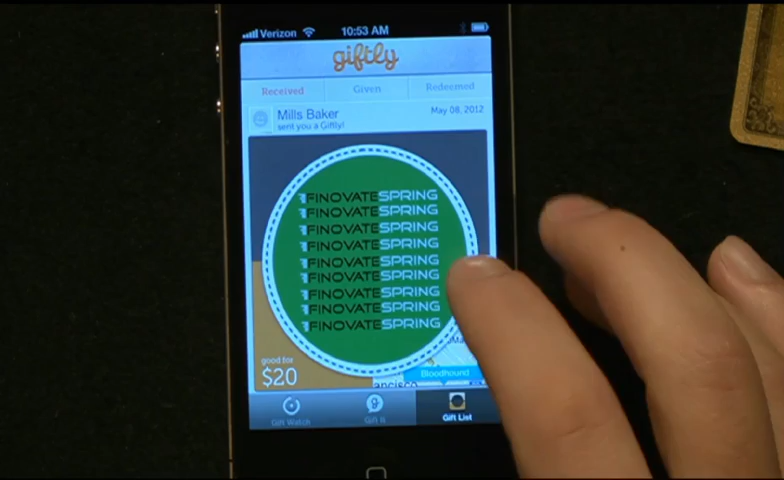 Verizon 10:53 AM
giftly
Received Given Redeemed
Mills Baker May 08, 2012
sent you a Giftly!
FINOVATESPRING
FINOVATESPRING
FINOVATESPRING
FINOVATESPRING
FINOVATESPRING
FINOVATESPRING
FINOVATESPRING
FINOVATESPRING
FINOVATESPRING
good for
$20
Bloodhound
ancisco
Gift Watch Gift It Gift List